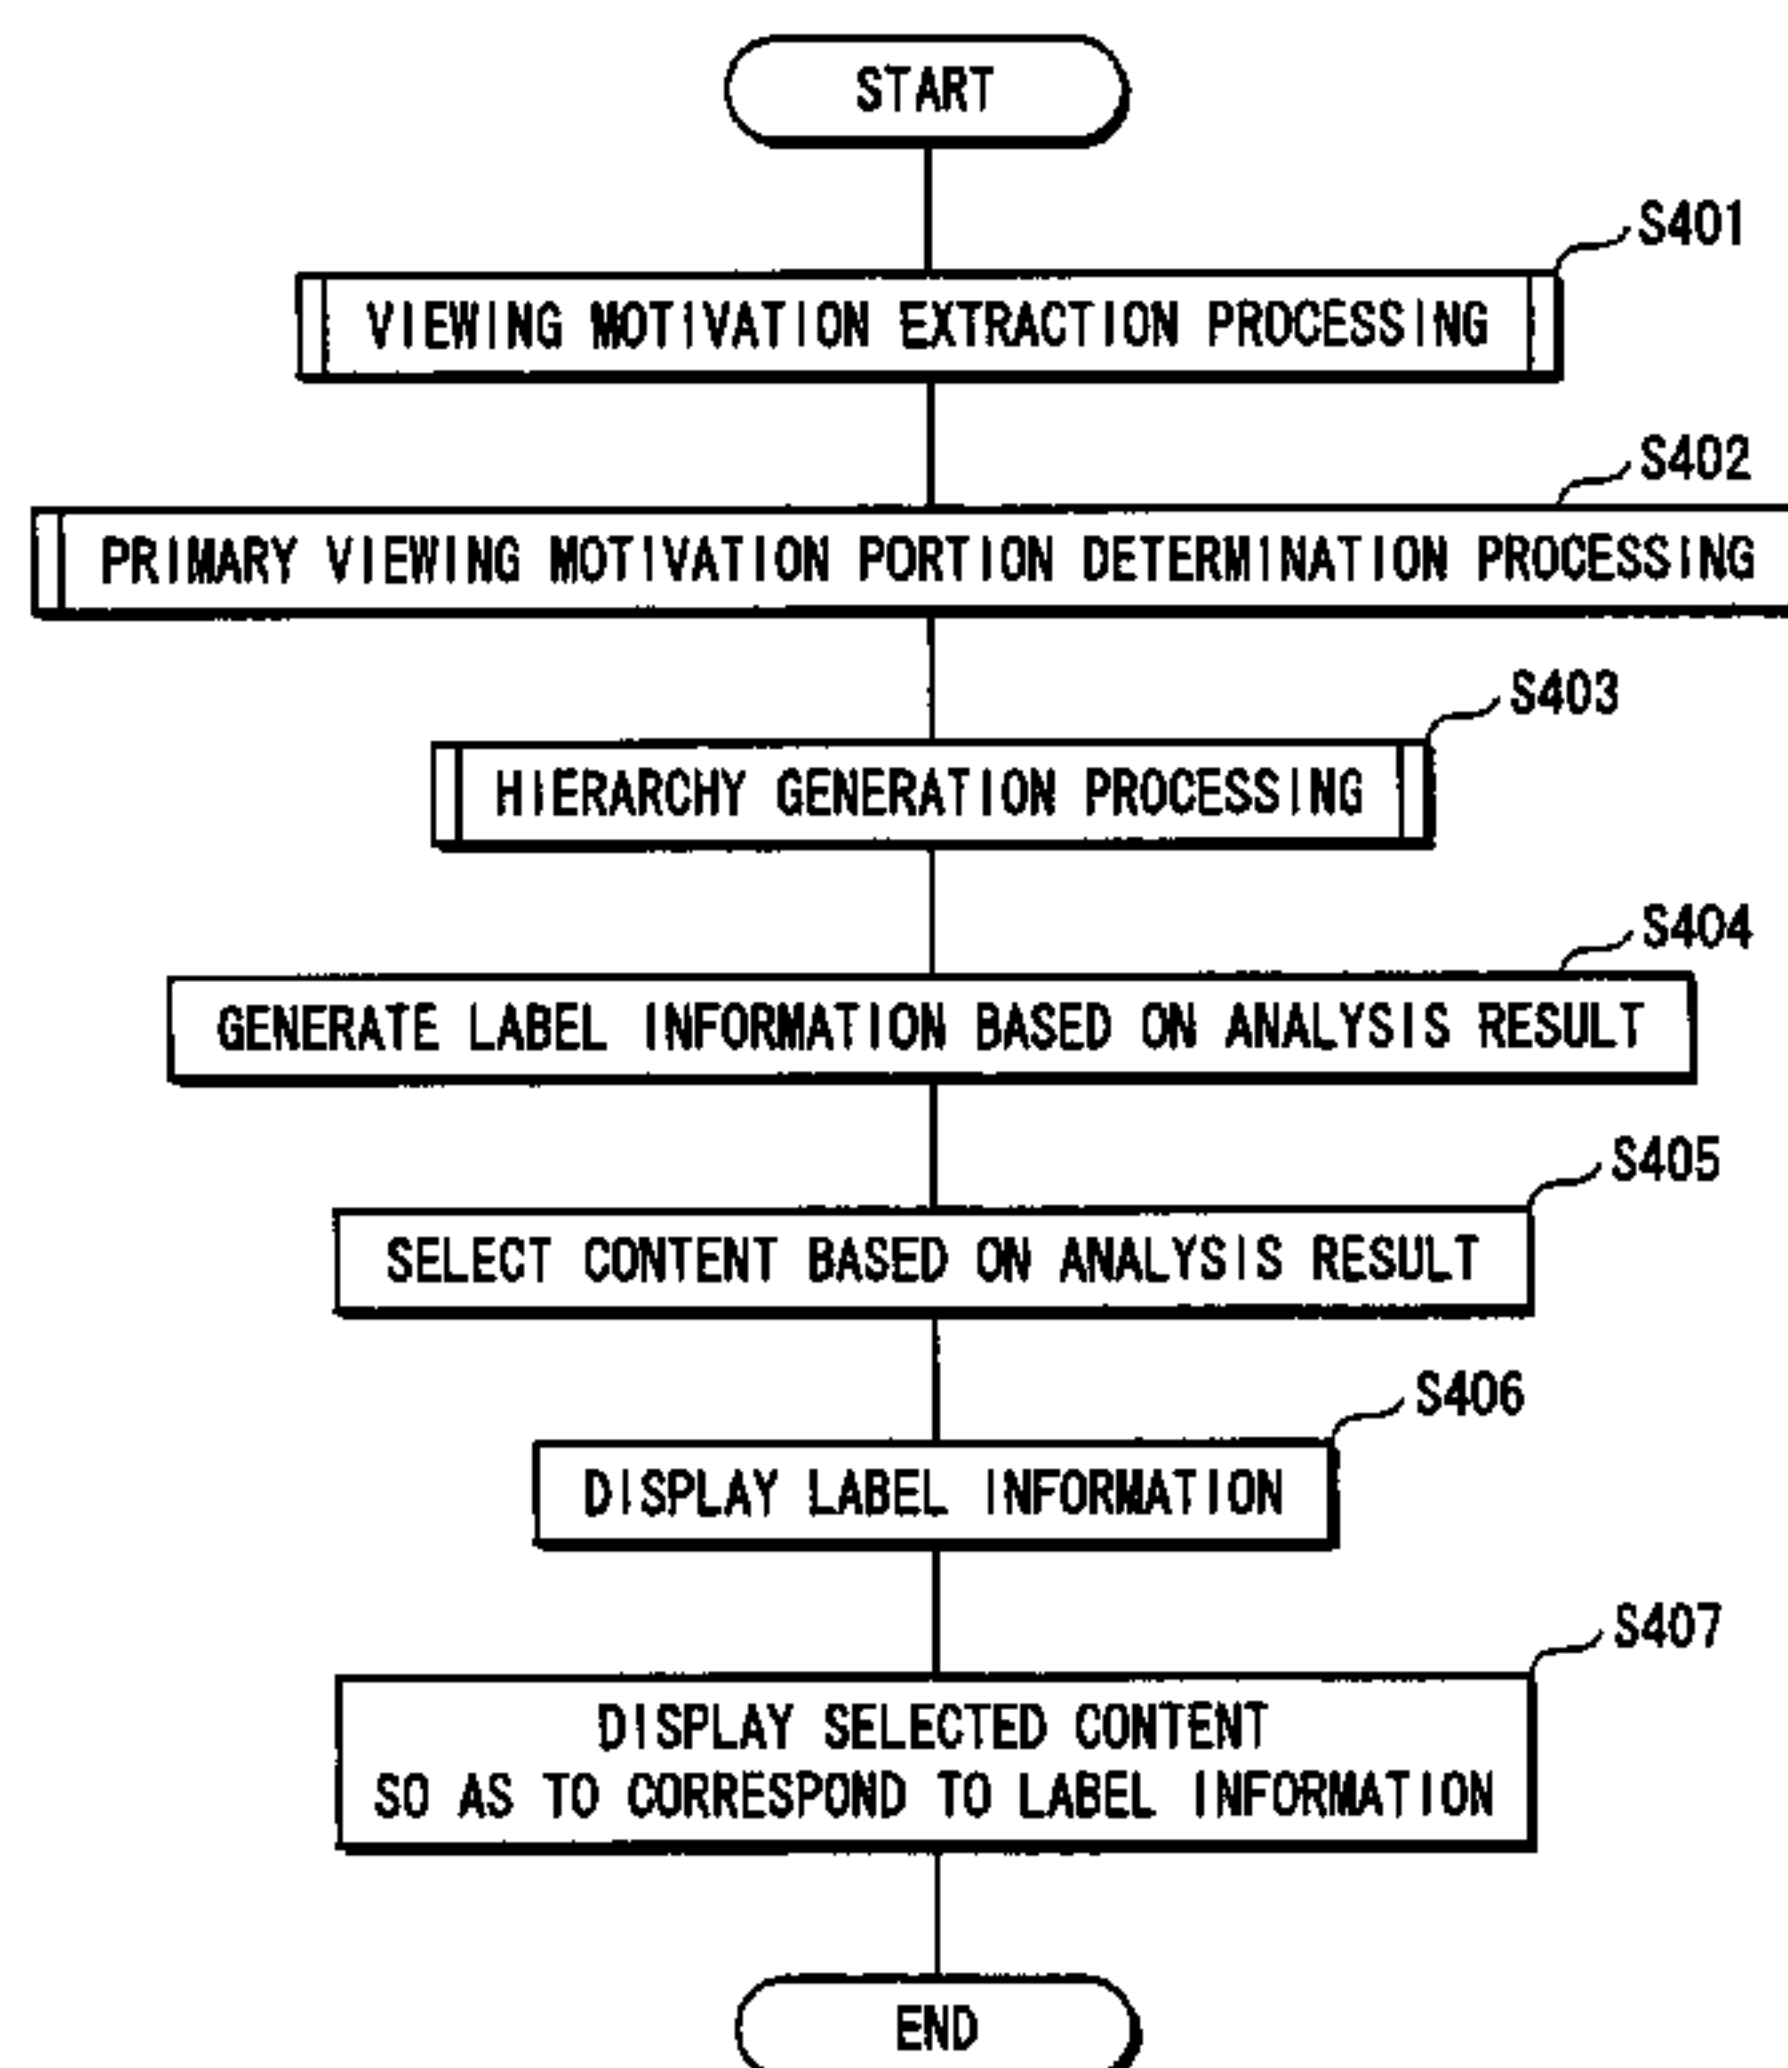 START
S401
VIEWING MOTIVATION EXTRACTION PROCESSING
S402
PRIMARY VIEWING MOTIVATION PORTION DETERMINATION PROCESSING
S403
HIERARCHY GENERATION PROCESSING
S404
GENERATE LABEL INFORMATION BASED ON ANALYSIS RESULT
S405
SELECT CONTENT BASED ON ANALYSIS RESULT
S406
DISPLAY LABEL INFORMATION
S407
DISPLAY SELECTED CONTENT
SO AS TO CORRESPOND TO LABEL INFORMATION
END